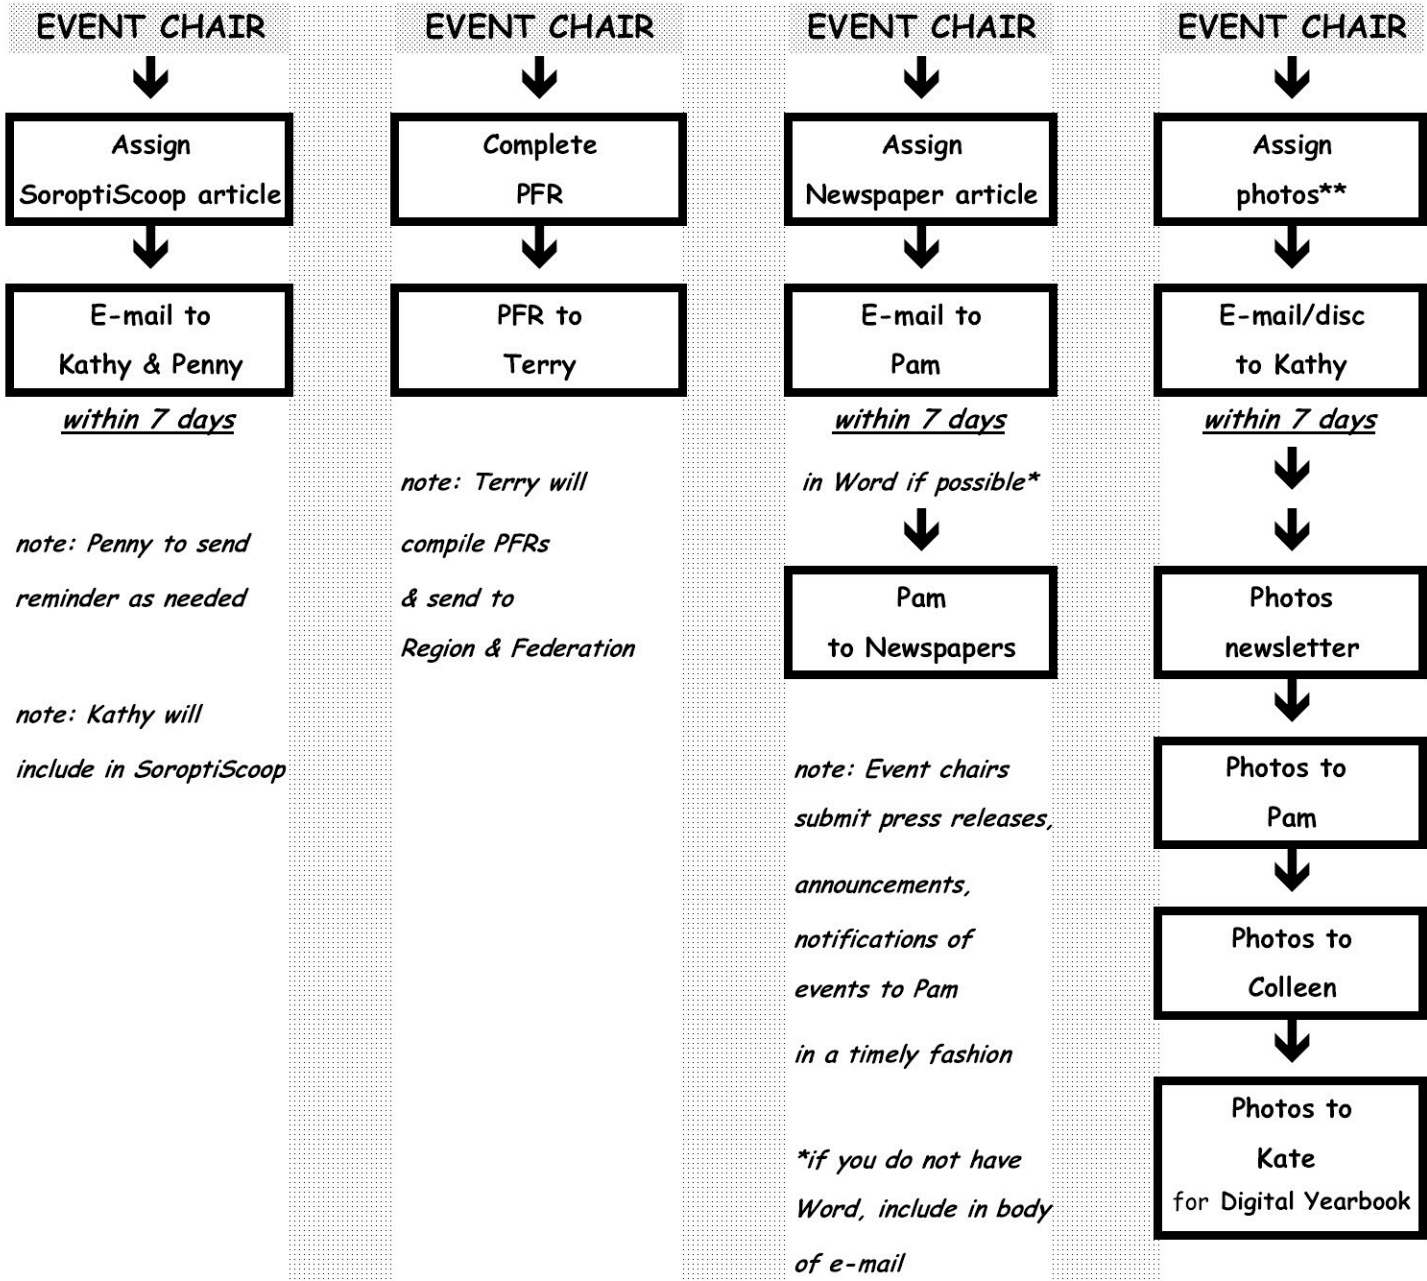 EVENT CHAIR
Assign
SoroptiScoop article
E-mail to
Kathy & Penny
within 7 days
note: Penny to send
reminder as needed
note: Kathy will
include in SoroptiScoop
EVENT CHAIR
Complete
PFR
PFR to
Terry
note: Terry will
compile PFRs
& send to
Region & Federation
EVENT CHAIR
Assign
Newspaper article
E-mail to
Pam
within 7 days
in Word if possible*
Pam
to Newspapers
note: Event chairs
submit press releases,
announcements,
notifications of
events to Pam
in a timely fashion
*if you do not have
Word, include in body
of e-mail
EVENT CHAIR
Assign
photos**
E-mail/disc
to Kathy
within 7 days
Photos
newsletter
Photos to
Pam
Photos to
Colleen
Photos to
Kate
for Digital Yearbook